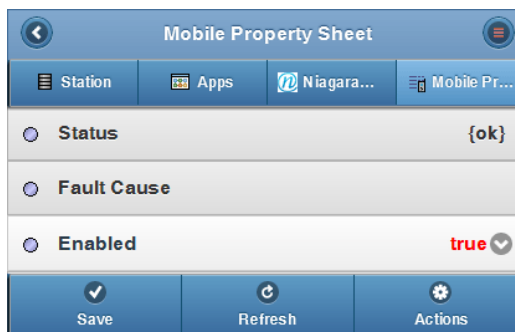 Mobile Property Sheet
Station Apps Niagara... Mobile Pr...
Status {ok}
Fault Cause
Enabled true
Save Refresh Actions